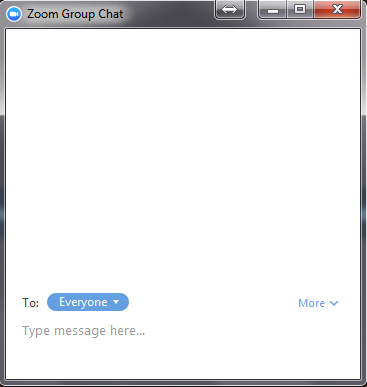 Zoom Group Chat
To: Everyone More
Type message here...